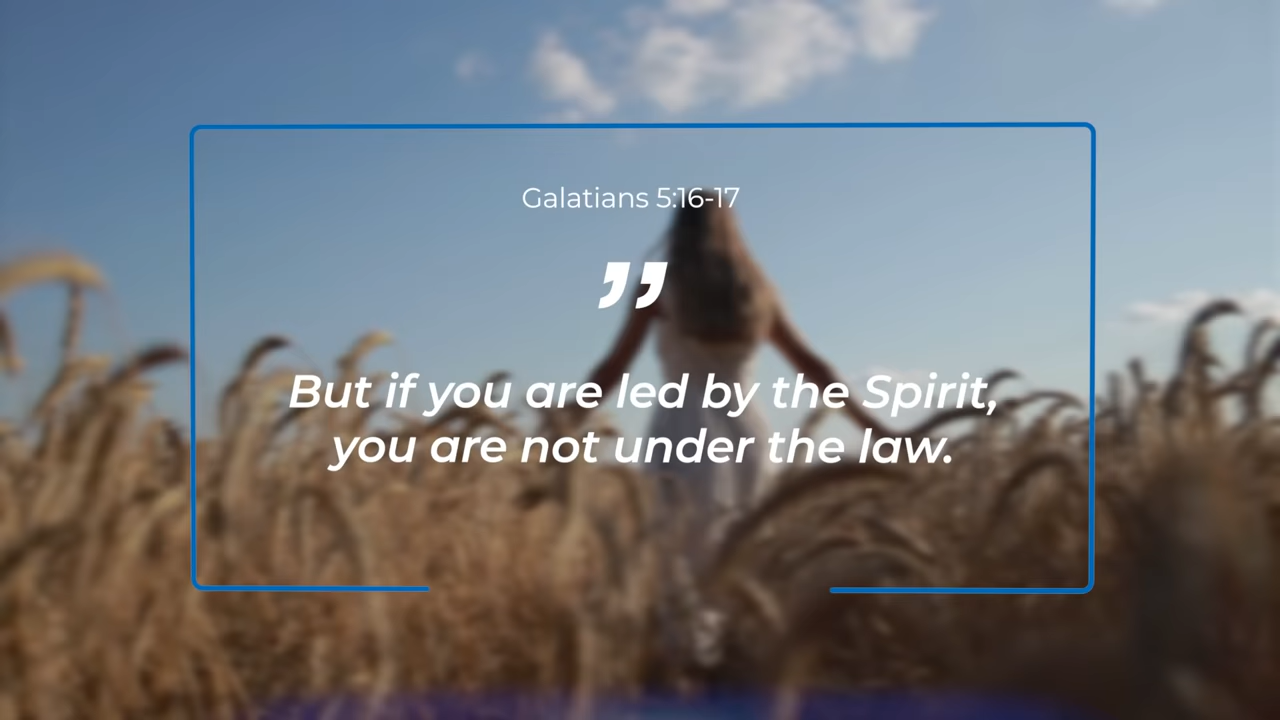 Galatians 5:16-17
”
But if you are led by the Spirit,
you are not under the law.